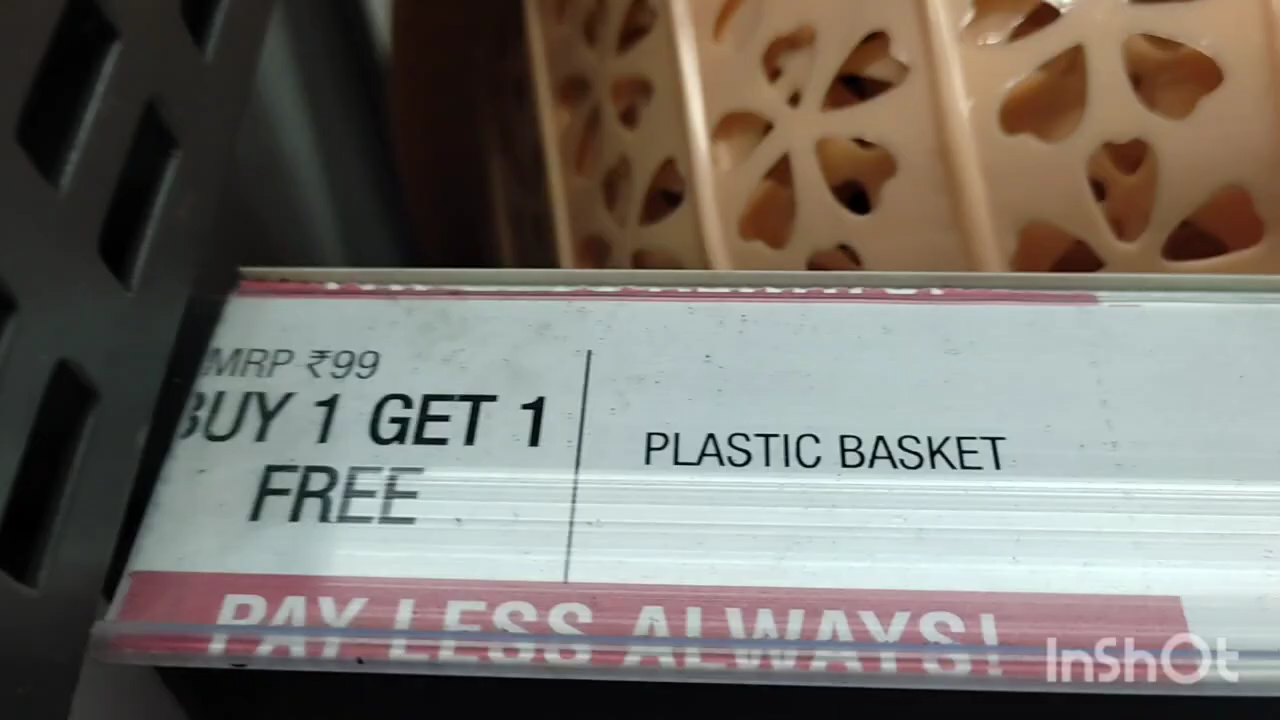 MRP ₹99
BUY 1 GET 1
FREE
PLASTIC BASKET
PAY LESS ALWAYS!
InShOt